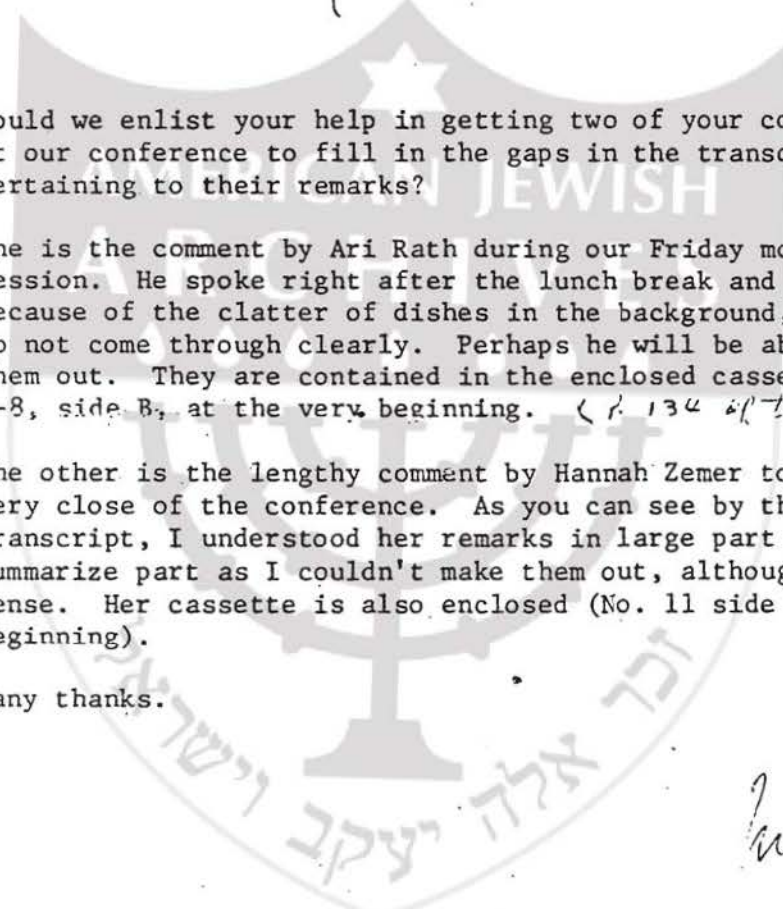 ould we enlist your help in getting two of your co
t our conference to fill in the gaps in the transc
ertaining to their remarks?
ne is the comment by Ari Rath during our Friday mo
ession. He spoke right after the lunch break and
ecause of the clatter of dishes in the background,
o not come through clearly. Perhaps he will be ab
hem out. They are contained in the enclosed casse
-8, side B, at the very beginning. ( p. 134
he other is the lengthy comment by Hannah Zemer to
ery close of the conference. As you can see by th
ranscript, I understood her remarks in large part
ummarize part as I couldn't make them out, althoug
ense. Her cassette is also enclosed (No. 11 side
eginning).
any thanks.
AMERICAN JEWISH
ARCHIVES
זכר אלה יעקב וישראל